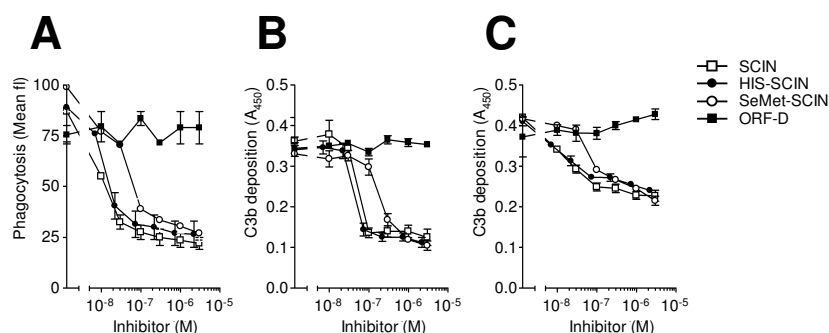 A
B
C
Phagocytosis (Mean fl)
100
75
50
25
0
10-8 10-7 10-6 10-5
Inhibitor (M)
C3b deposition (A450)
0.5
0.4
0.3
0.2
0.1
0.0
10-8 10-7 10-6 10-5
Inhibitor (M)
C3b deposition (A450)
0.5
0.4
0.3
0.2
0.1
0.0
10-8 10-7 10-6 10-5
Inhibitor (M)
SCIN
HIS-SCIN
SeMet-SCIN
ORF-D